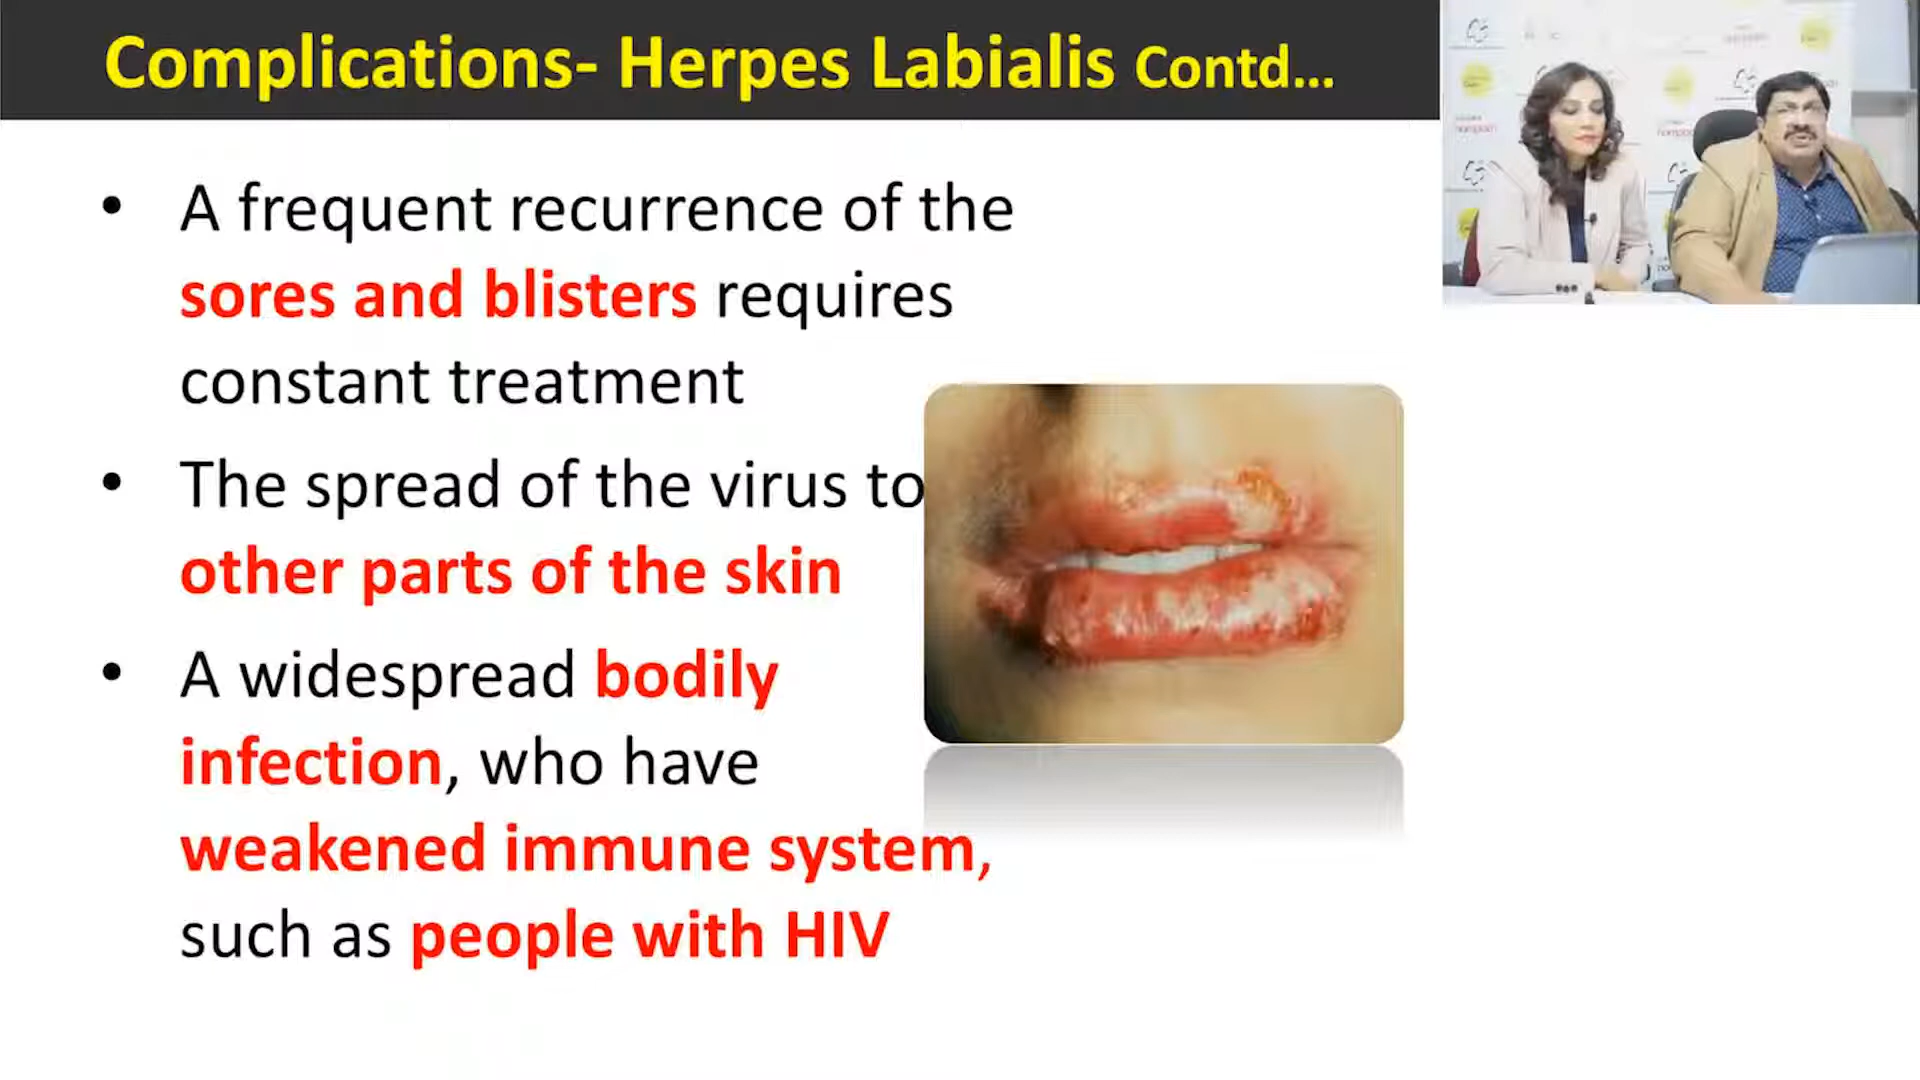 Complications- Herpes Labialis Contd...
• A frequent recurrence of the
sores and blisters requires
constant treatment
• The spread of the virus to
other parts of the skin
• A widespread bodily
infection, who have
weakened immune system,
such as people with HIV